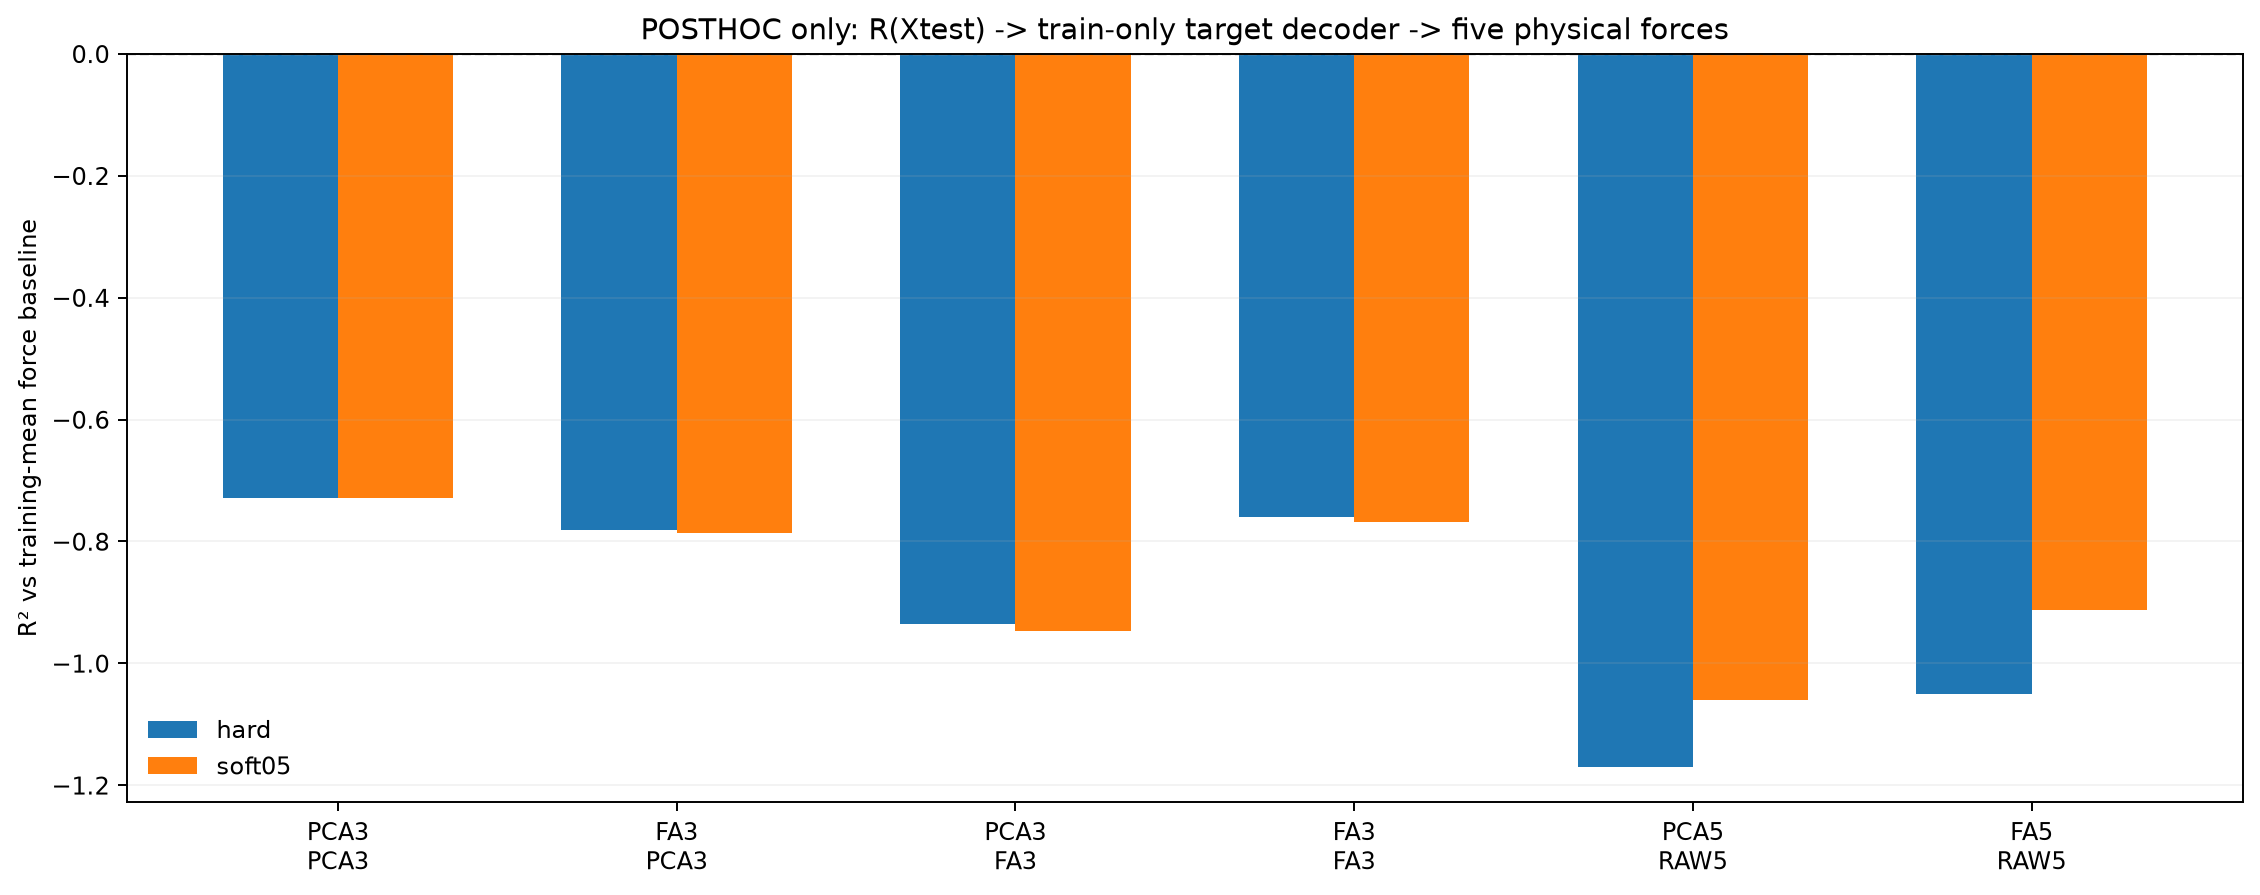 POSTHOC only: R(Xtest) -> train-only target decoder -> five physical forces
R² vs training-mean force baseline
0.0
−0.2
−0.4
−0.6
−0.8
−1.0
−1.2
hard
soft05
PCA3
PCA3
FA3
PCA3
PCA3
FA3
FA3
FA3
PCA5
RAW5
FA5
RAW5